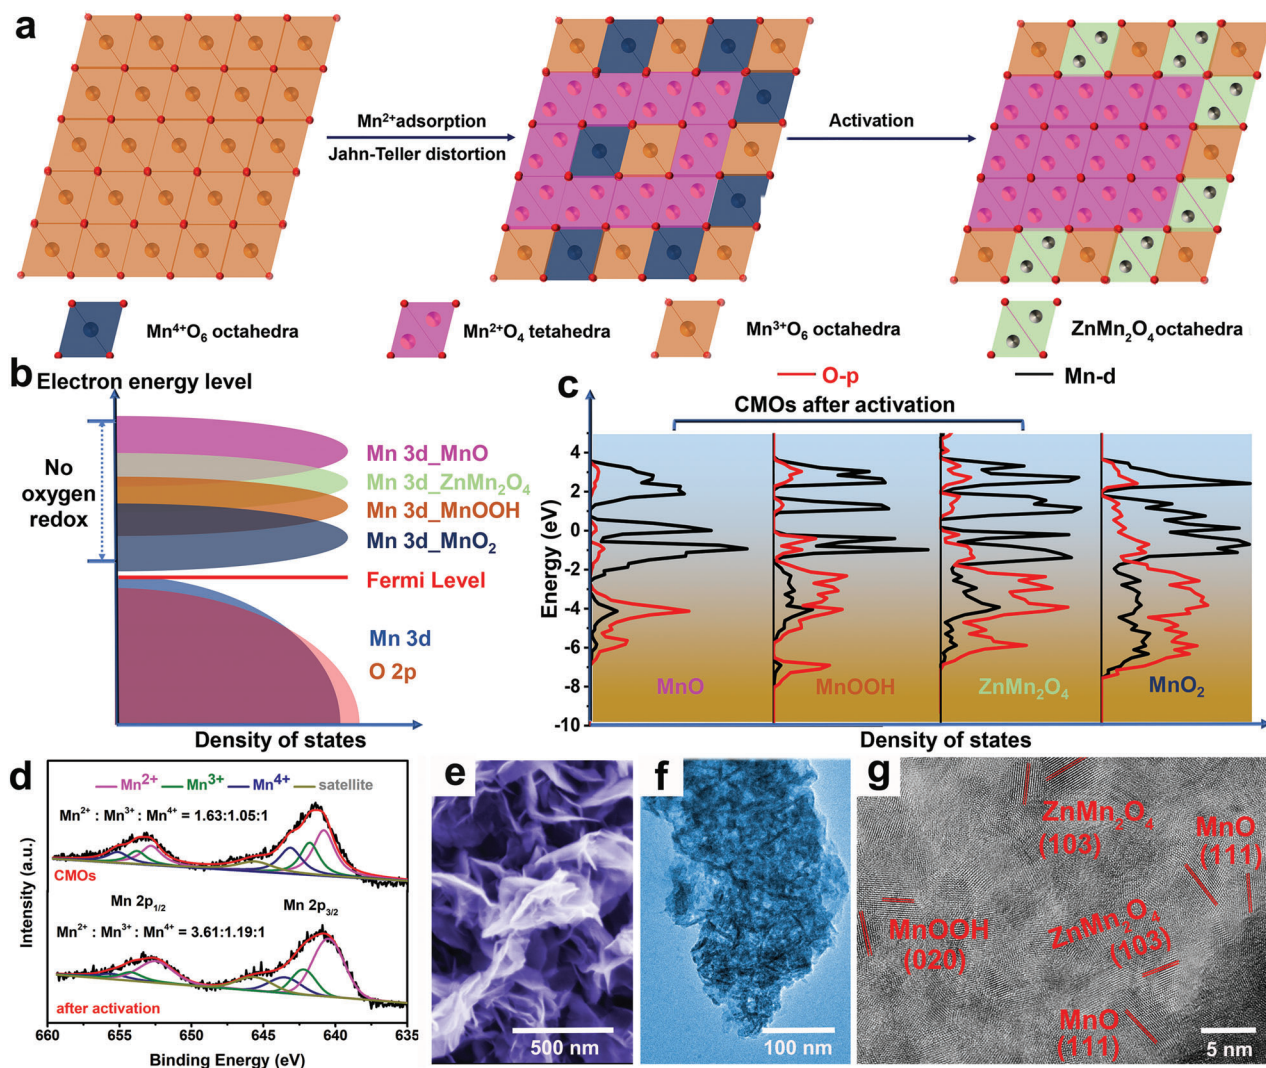 a
Mn²⁺adsorption
Jahn-Teller distortion
Activation
Mn⁴⁺O₆ octahedra
Mn²⁺O₄ tetahedra
Mn³⁺O₆ octahedra
ZnMn₂O₄ octahedra
b
Electron energy level
No
oxygen
redox
Mn 3d_MnO
Mn 3d_ZnMn₂O₄
Mn 3d_MnOOH
Mn 3d_MnO₂
Fermi Level
Mn 3d
O 2p
Density of states
c
O-p
Mn-d
CMOs after activation
Energy (eV)
4
2
0
-2
-4
-6
-8
-10
MnO
MnOOH
ZnMn₂O₄
MnO₂
Density of states
d
Mn²⁺
Mn³⁺
Mn⁴⁺
satellite
Mn²⁺ : Mn³⁺ : Mn⁴⁺ = 1.63:1.05:1
CMOs
Mn 2p₁/₂
Mn 2p₃/₂
Mn²⁺ : Mn³⁺ : Mn⁴⁺ = 3.61:1.19:1
after activation
Intensity (a.u.)
660
655
650
645
640
635
Binding Energy (eV)
e
500 nm
f
100 nm
g
ZnMn₂O₄
(103)
MnO
(111)
MnOOH
(020)
ZnMn₂O₄
(103)
MnO
(111)
5 nm